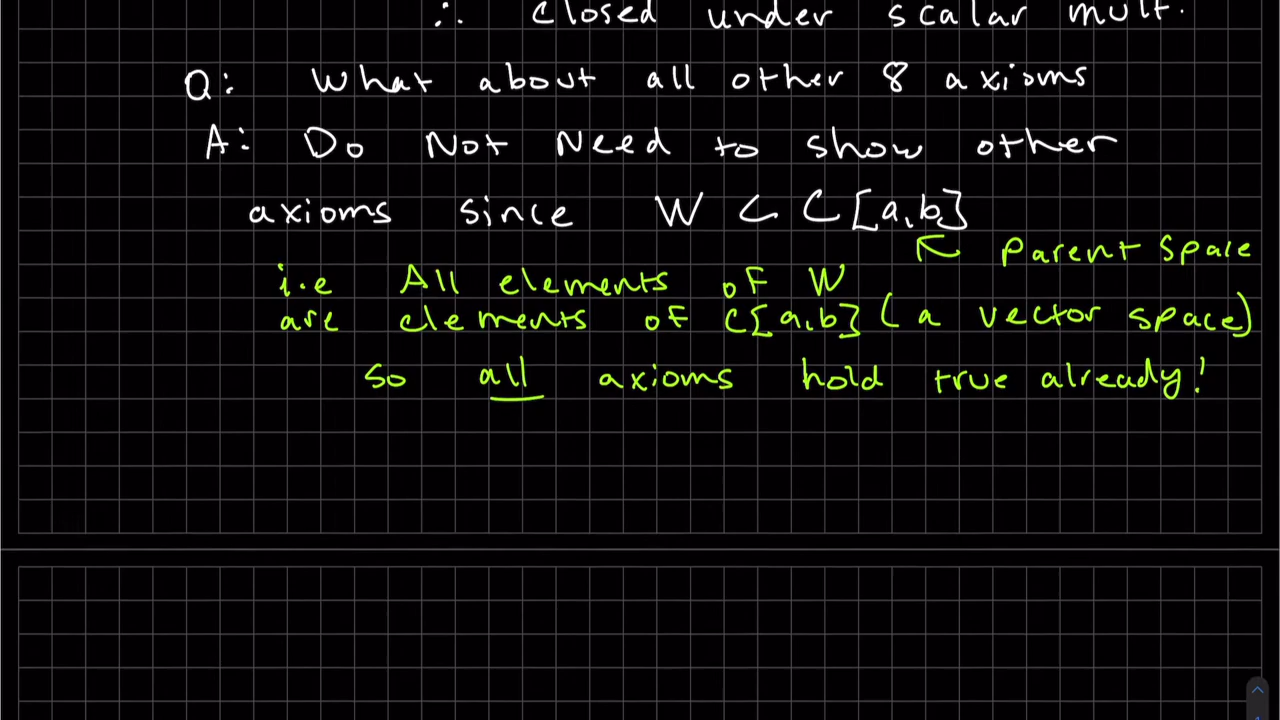 ∴ closed under scalar mult.
Q: What about all other 8 axioms
A: Do Not Need to show other
axioms since W ⊂ C[a,b]
↖ Parent Space
i.e All elements of W
are elements of C[a,b] (a vector space)
so all axioms hold true already!